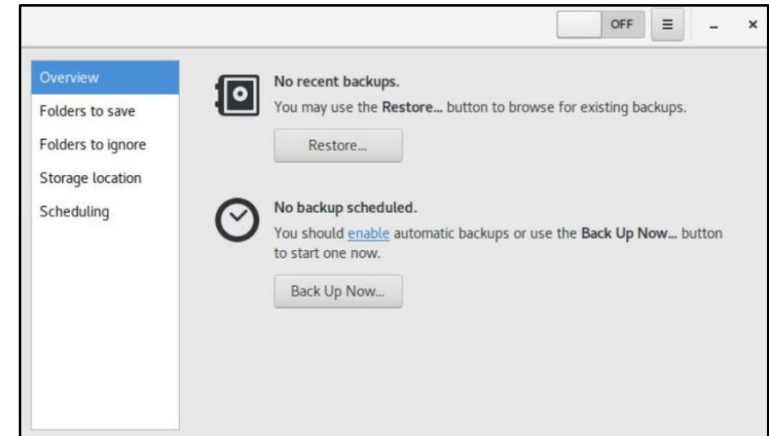 OFF
Overview
Folders to save
Folders to ignore
Storage location
Scheduling
No recent backups.
You may use the Restore... button to browse for existing backups.
Restore...
No backup scheduled.
You should enable automatic backups or use the Back Up Now... button
to start one now.
Back Up Now...